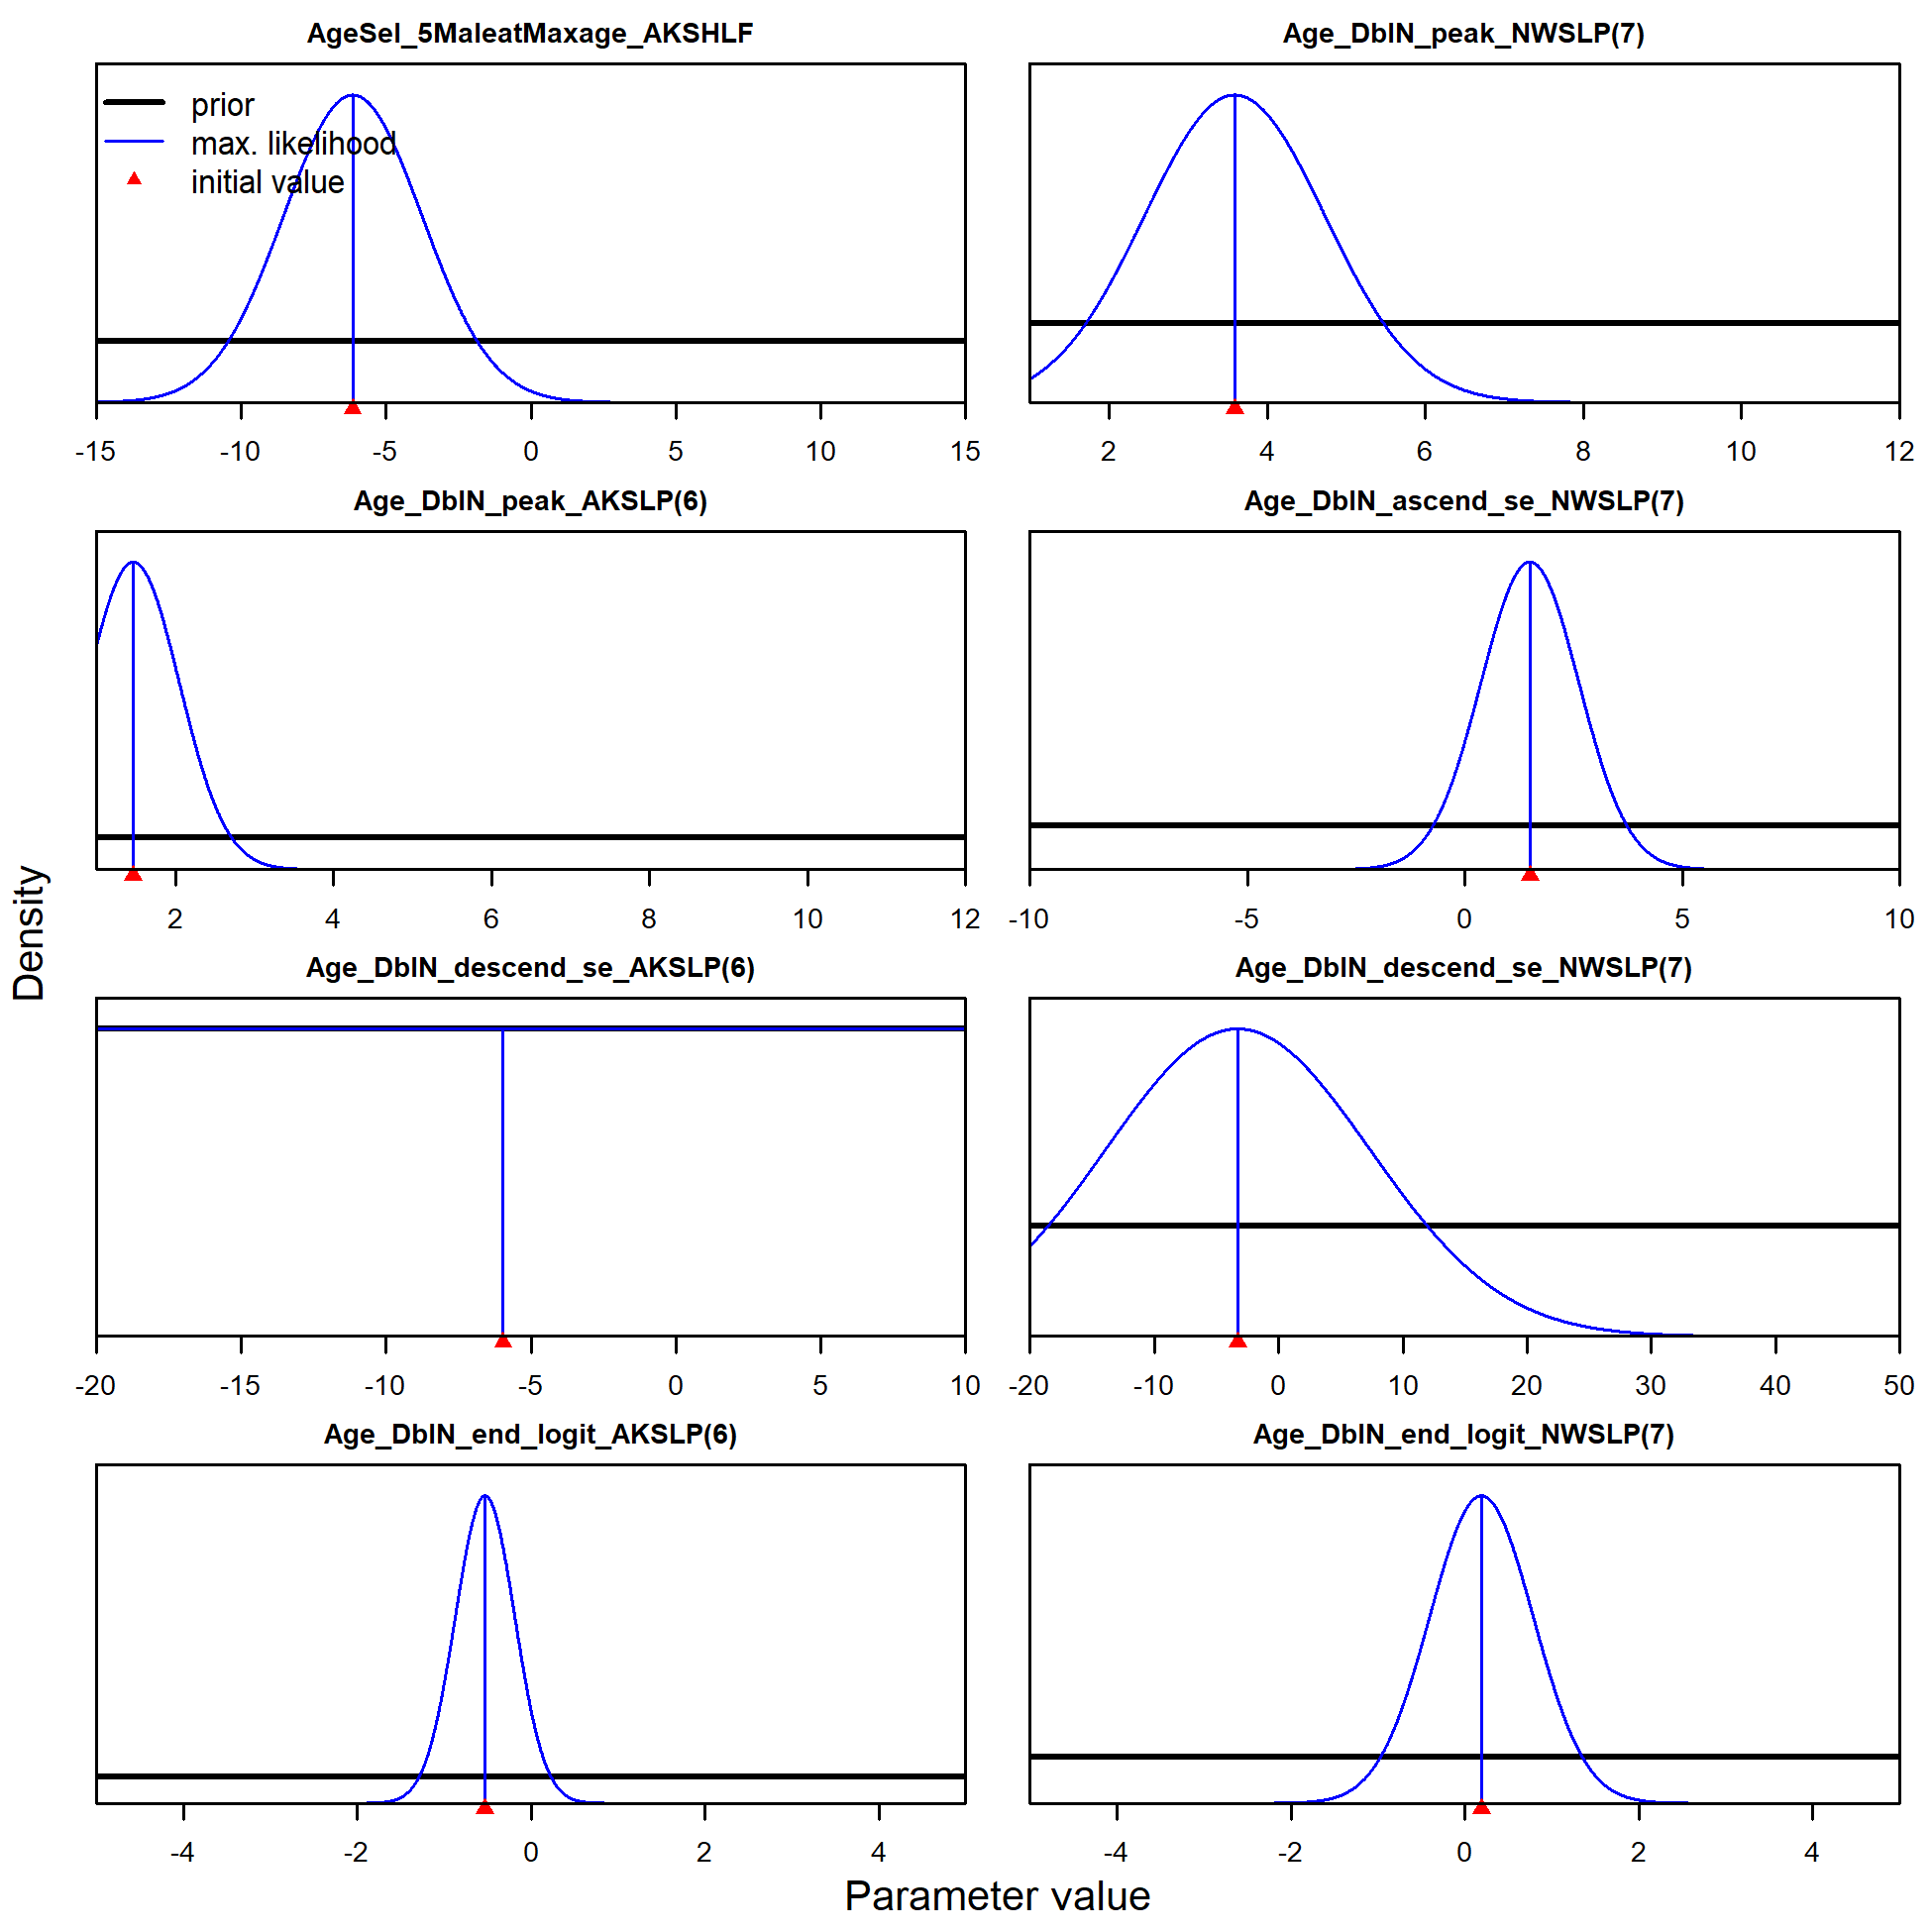 AgeSel_5MaleatMaxage_AKSHLF
prior
max. likelihood
initial value
-15 -10 -5 0 5 10 15
Age_DblN_peak_NWSLP(7)
2 4 6 8 10 12
Age_DblN_peak_AKSLP(6)
2 4 6 8 10 12
Age_DblN_ascend_se_NWSLP(7)
-10 -5 0 5 10
Age_DblN_descend_se_AKSLP(6)
-20 -15 -10 -5 0 5 10
Age_DblN_descend_se_NWSLP(7)
-20 -10 0 10 20 30 40 50
Age_DblN_end_logit_AKSLP(6)
-4 -2 0 2 4
Age_DblN_end_logit_NWSLP(7)
-4 -2 0 2 4
Density
Parameter value